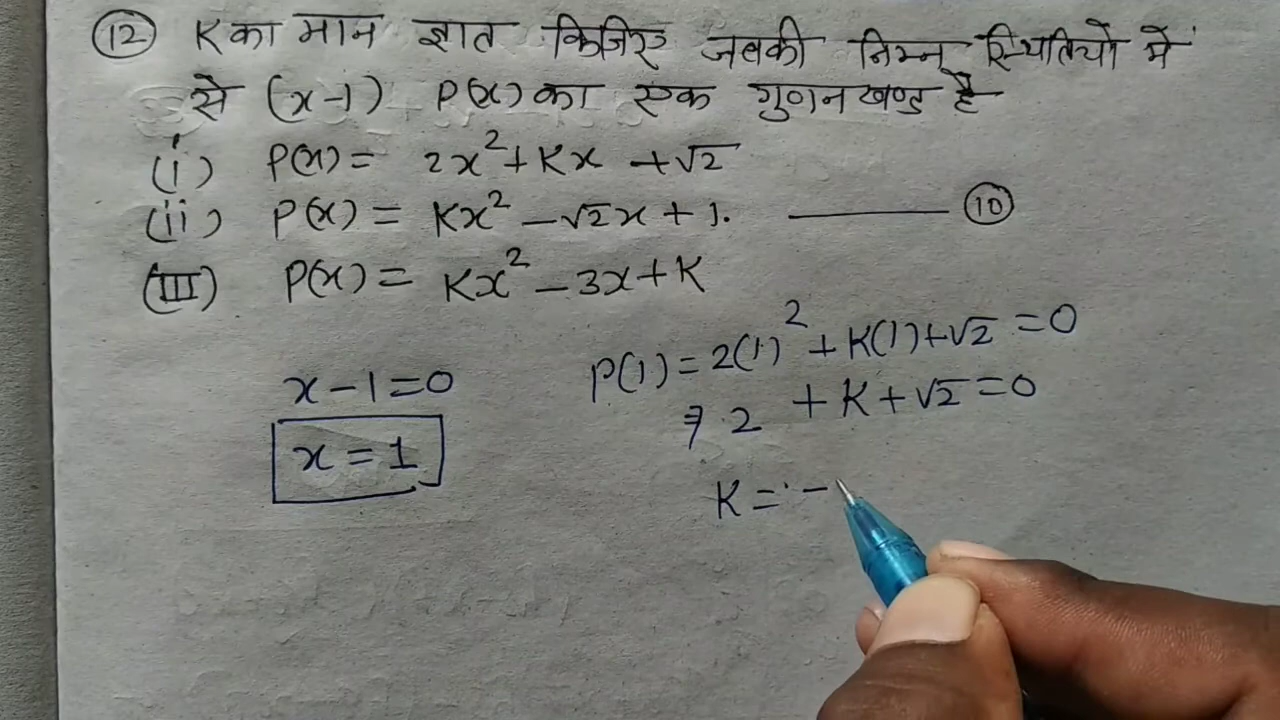 (12) K का मान ज्ञात किजिए जबकी निम्न स्थितियों में
से (x-1) P(x) का एक गुणनखण्ड है
(i) P(x) = 2x² + Kx + √2
(ii) P(x) = Kx² - √2x + 1. —— (10)
(III) P(x) = Kx² - 3x + K
x - 1 = 0
x = 1
P(1) = 2(1)² + K(1) + √2 = 0
⇒ 2 + K + √2 = 0
K = -